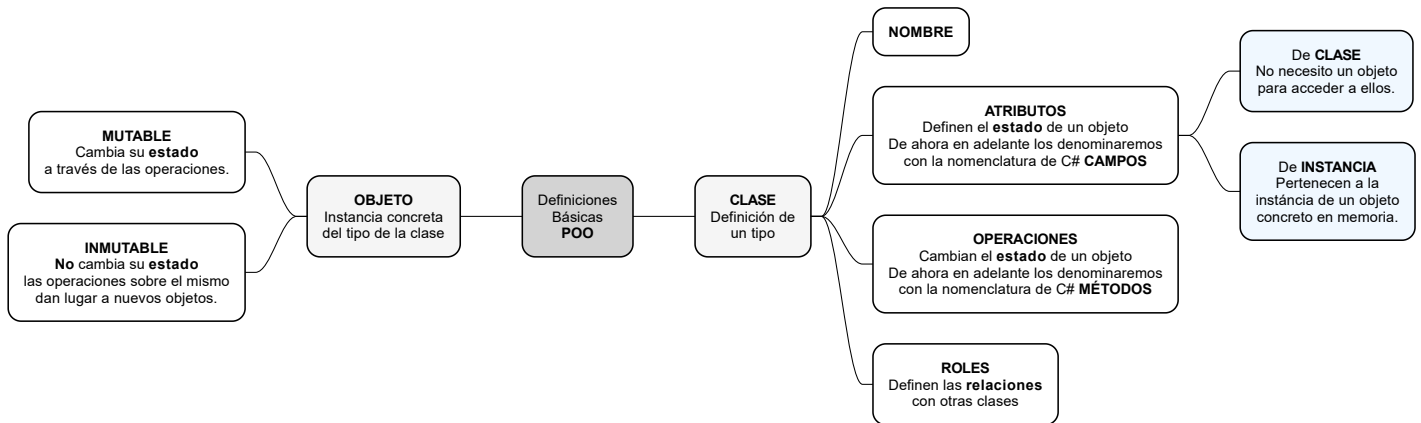 MUTABLE
Cambia su estado
a través de las operaciones.
INMUTABLE
No cambia su estado
las operaciones sobre el mismo
dan lugar a nuevos objetos.
OBJETO
Instancia concreta
del tipo de la clase
Definiciones
Básicas
POO
CLASE
Definición de
un tipo
NOMBRE
ATRIBUTOS
Definen el estado de un objeto
De ahora en adelante los denominaremos
con la nomenclatura de C# CAMPOS
De CLASE
No necesito un objeto
para acceder a ellos.
De INSTANCIA
Pertenecen a la
instáncia de un objeto
concreto en memoria.
OPERACIONES
Cambian el estado de un objeto
De ahora en adelante los denominaremos
con la nomenclatura de C# MÉTODOS
ROLES
Definen las relaciones
con otras clases